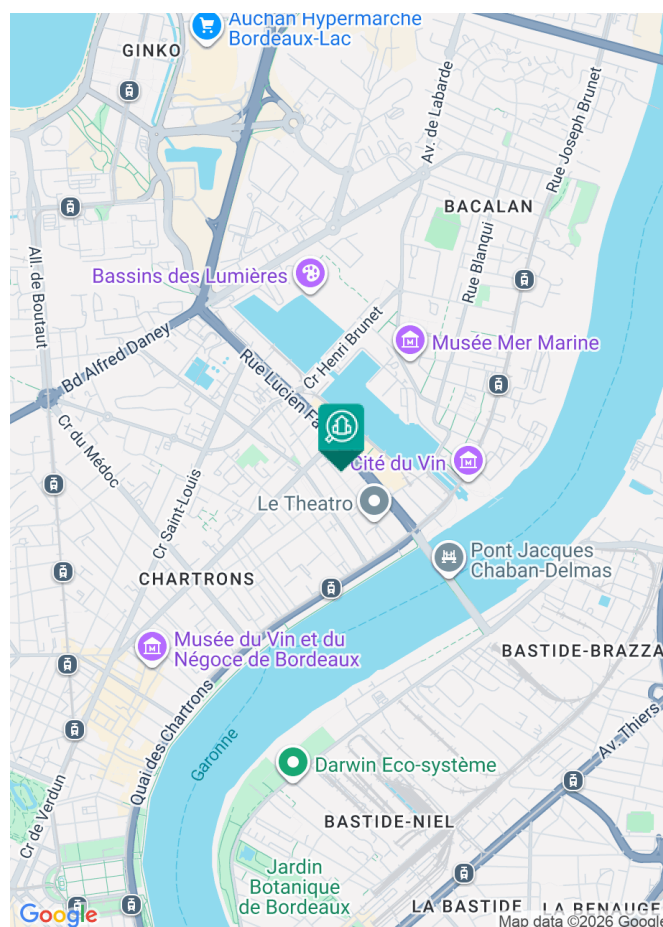 Auchan Hypermarche
Bordeaux-Lac
GINKO
Av. de Labarde
Rue Joseph Brunet
BACALAN
All. de Boutaut
Rue Blanqui
Bassins des Lumières
Bd Alfred Daney
Cr Henri Brunet
Musée Mer Marine
Rue Lucien Fa
Cr du Médoc
Cité du Vin
Cr Saint-Louis
Le Theatro
Pont Jacques
Chaban-Delmas
CHARTRONS
Musée du Vin et du
Négoce de Bordeaux
BASTIDE-BRAZZA
Quai des Chartrons
Garonne
Av. Thiers
Darwin Eco-système
Cr de Verdun
BASTIDE-NIEL
Jardin
Botanique
de Bordeaux
LA BASTIDE
LA BENAUGE
Google
Map data ©2026 Google